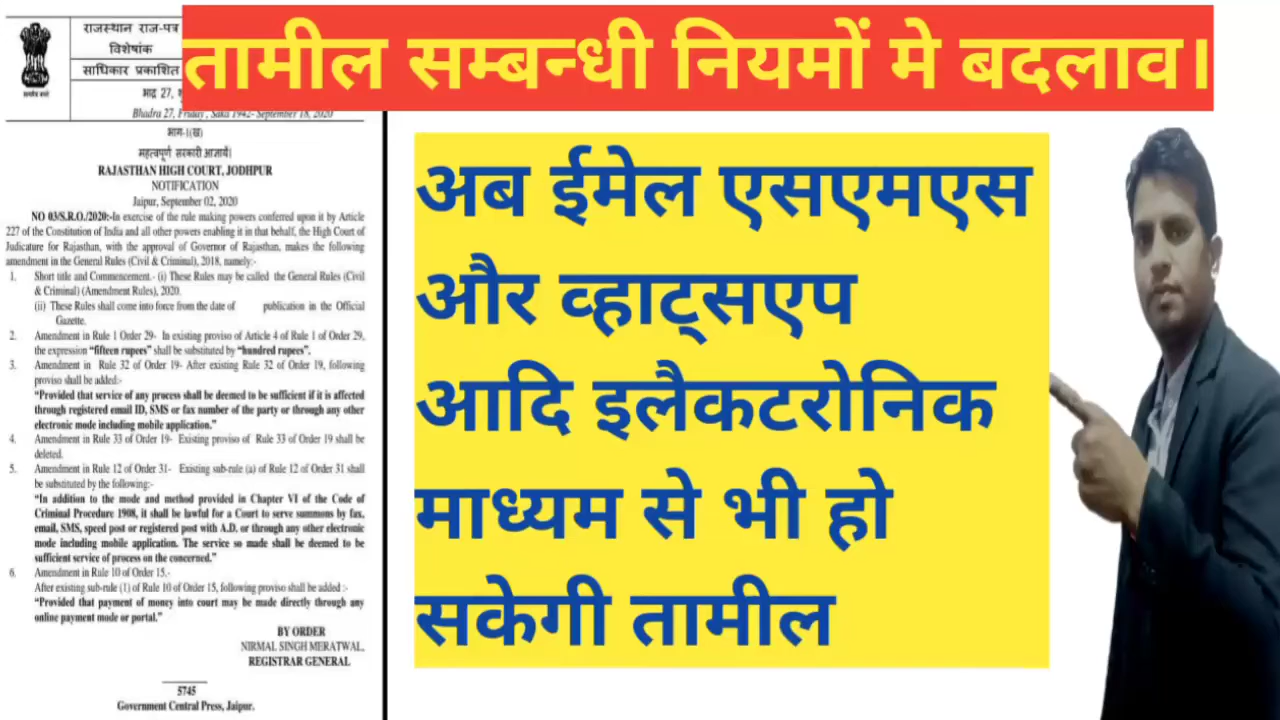 राजस्थान राज-पत्र
विशेषांक
साधिकार प्रकाशित
तामील सम्बन्धी नियमों मे बदलाव।
भाद्र 27,
Bhadra 27, Friday, Saka 1942- September 18, 2020
भाग-1(ख)
महत्वपूर्ण सरकारी आज्ञायें।
RAJASTHAN HIGH COURT, JODHPUR
NOTIFICATION
Jaipur, September 02, 2020
NO 03/S.R.O./2020:-In exercise of the rule making powers conferred upon it by Article
227 of the Constitution of India and all other powers enabling it in that behalf, the High Court of
Judicature for Rajasthan, with the approval of Governor of Rajasthan, makes the following
amendment in the General Rules (Civil & Criminal), 2018, namely:-
1. Short title and Commencement.- (i) These Rules may be called the General Rules (Civil
& Criminal) (Amendment Rules), 2020.
(ii) These Rules shall come into force from the date of publication in the Official
Gazette.
2. Amendment in Rule 1 Order 29- In existing proviso of Article 4 of Rule 1 of Order 29,
the expression “fifteen rupees” shall be substituted by “hundred rupees”.
3. Amendment in Rule 32 of Order 19- After existing Rule 32 of Order 19, following
proviso shall be added:-
“Provided that service of any process shall be deemed to be sufficient if it is affected
through registered email ID, SMS or fax number of the party or through any other
electronic mode including mobile application.”
4. Amendment in Rule 33 of Order 19- Existing proviso of Rule 33 of Order 19 shall be
deleted.
5. Amendment in Rule 12 of Order 31- Existing sub-rule (a) of Rule 12 of Order 31 shall
be substituted by the following:-
“In addition to the mode and method provided in Chapter VI of the Code of
Criminal Procedure 1908, it shall be lawful for a Court to serve summons by fax,
email, SMS, speed post or registered post with A.D. or through any other electronic
mode including mobile application. The service so made shall be deemed to be
sufficient service of process on the concerned.”
6. Amendment in Rule 10 of Order 15.-
After existing sub-rule (1) of Rule 10 of Order 15, following proviso shall be added :-
“Provided that payment of money into court may be made directly through any
online payment mode or portal.”
BY ORDER
NIRMAL SINGH MERATWAL,
REGISTRAR GENERAL
5745
Government Central Press, Jaipur.
अब ईमेल एसएमएस
और व्हाट्सएप
आदि इलैकटरोनिक
माध्यम से भी हो
सकेगी तामील